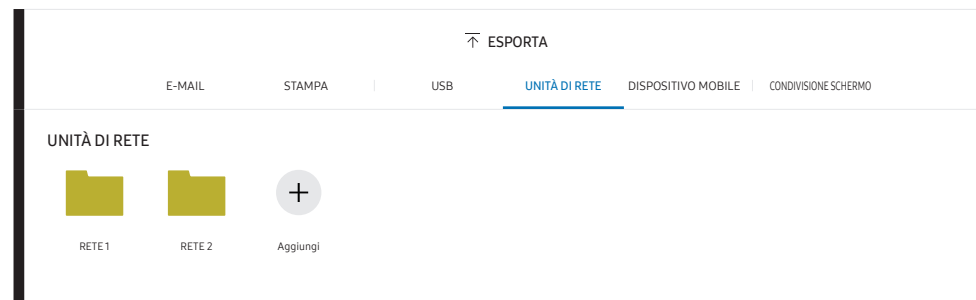 ESPORTA
E-MAIL STAMPA USB UNITÀ DI RETE DISPOSITIVO MOBILE CONDIVISIONE SCHERMO
UNITÀ DI RETE
RETE 1 RETE 2 Aggiungi